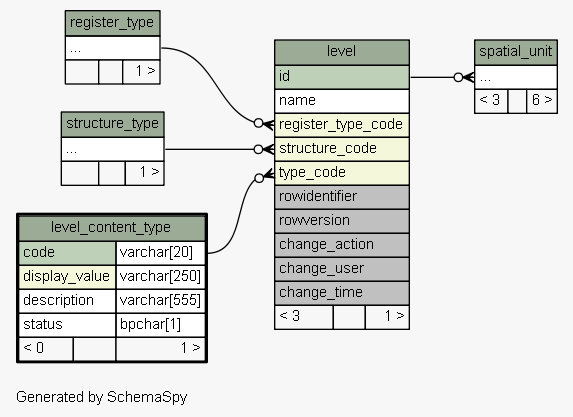 register_type
...
1 >
structure_type
...
1 >
level_content_type
code varchar[20]
display_value varchar[250]
description varchar[555]
status bpchar[1]
< 0 1 >
level
id
name
register_type_code
structure_code
type_code
rowidentifier
rowversion
change_action
change_user
change_time
< 3 1 >
spatial_unit
...
< 3 6 >
Generated by SchemaSpy